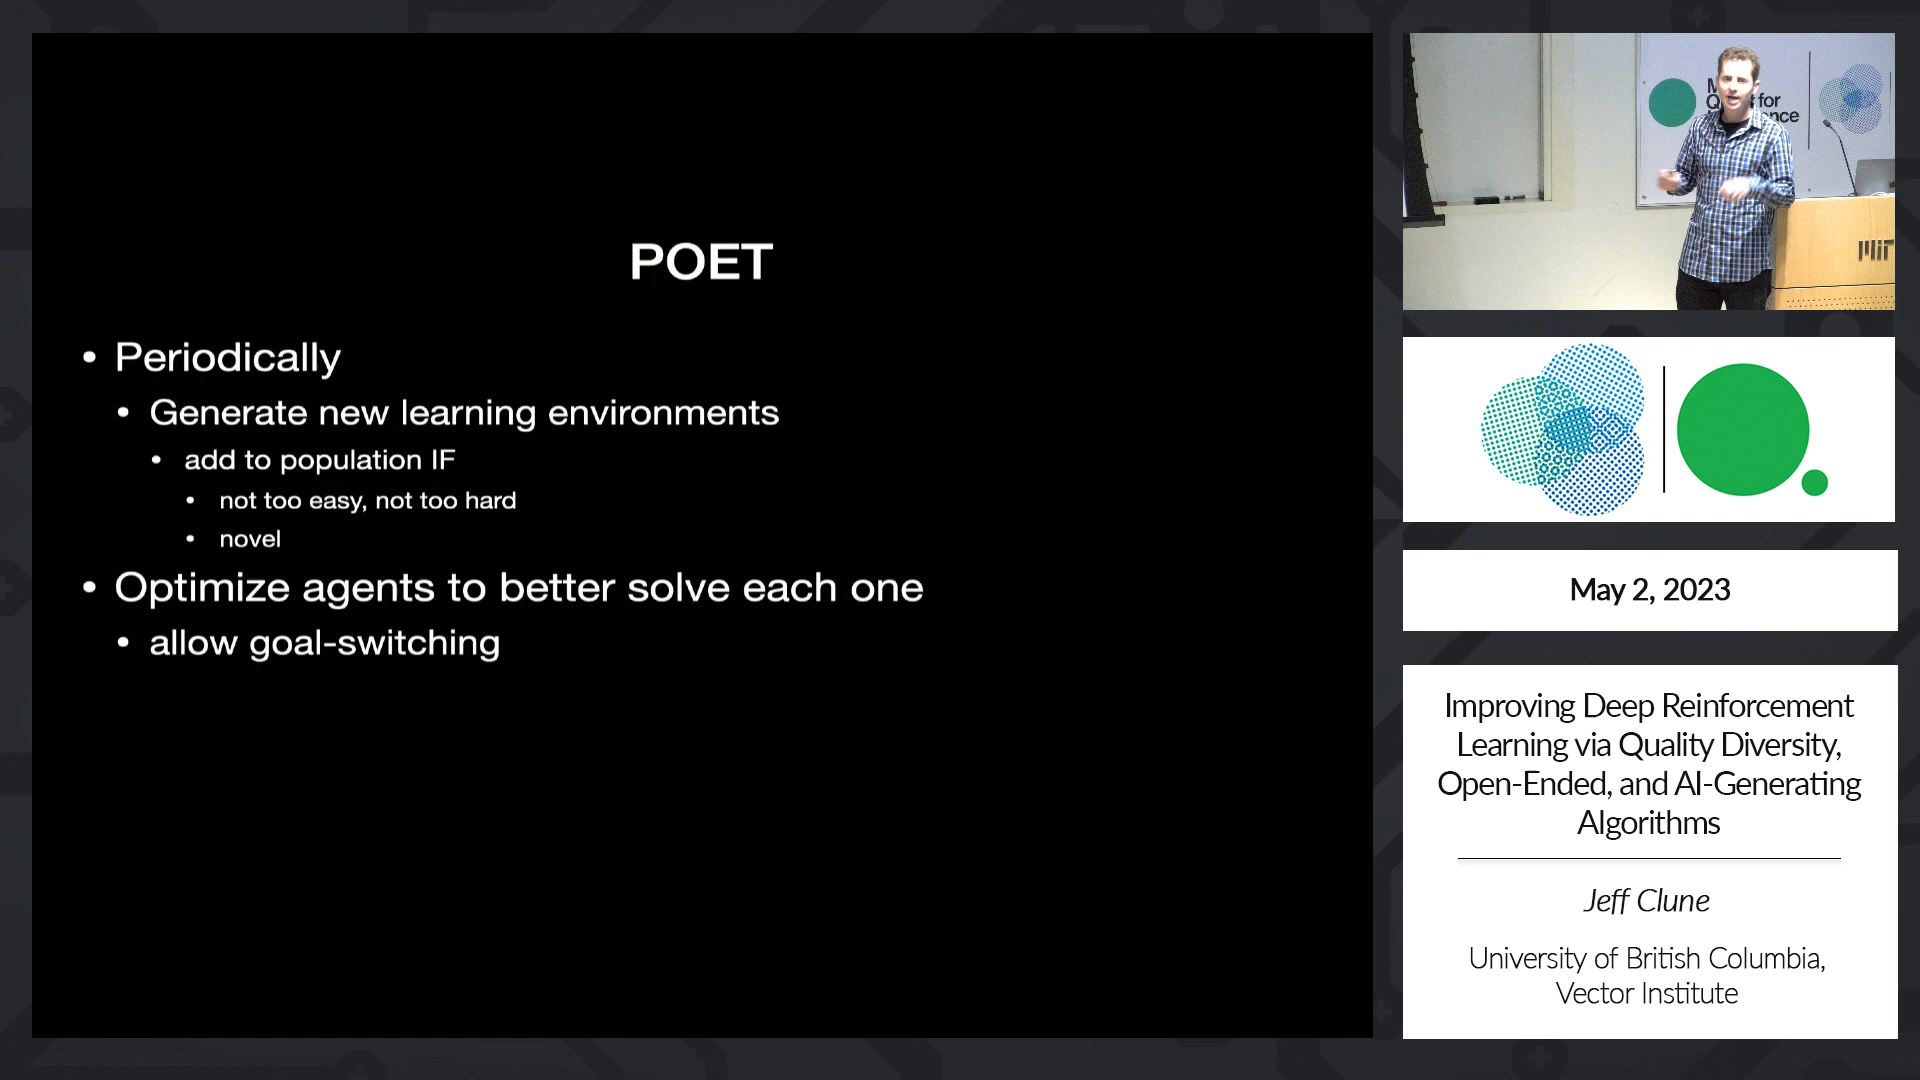 POET
• Periodically
• Generate new learning environments
• add to population IF
• not too easy, not too hard
• novel
• Optimize agents to better solve each one
• allow goal-switching
for
MIT
May 2, 2023
Improving Deep Reinforcement
Learning via Quality Diversity,
Open-Ended, and AI-Generating
Algorithms
Jeff Clune
University of British Columbia,
Vector Institute